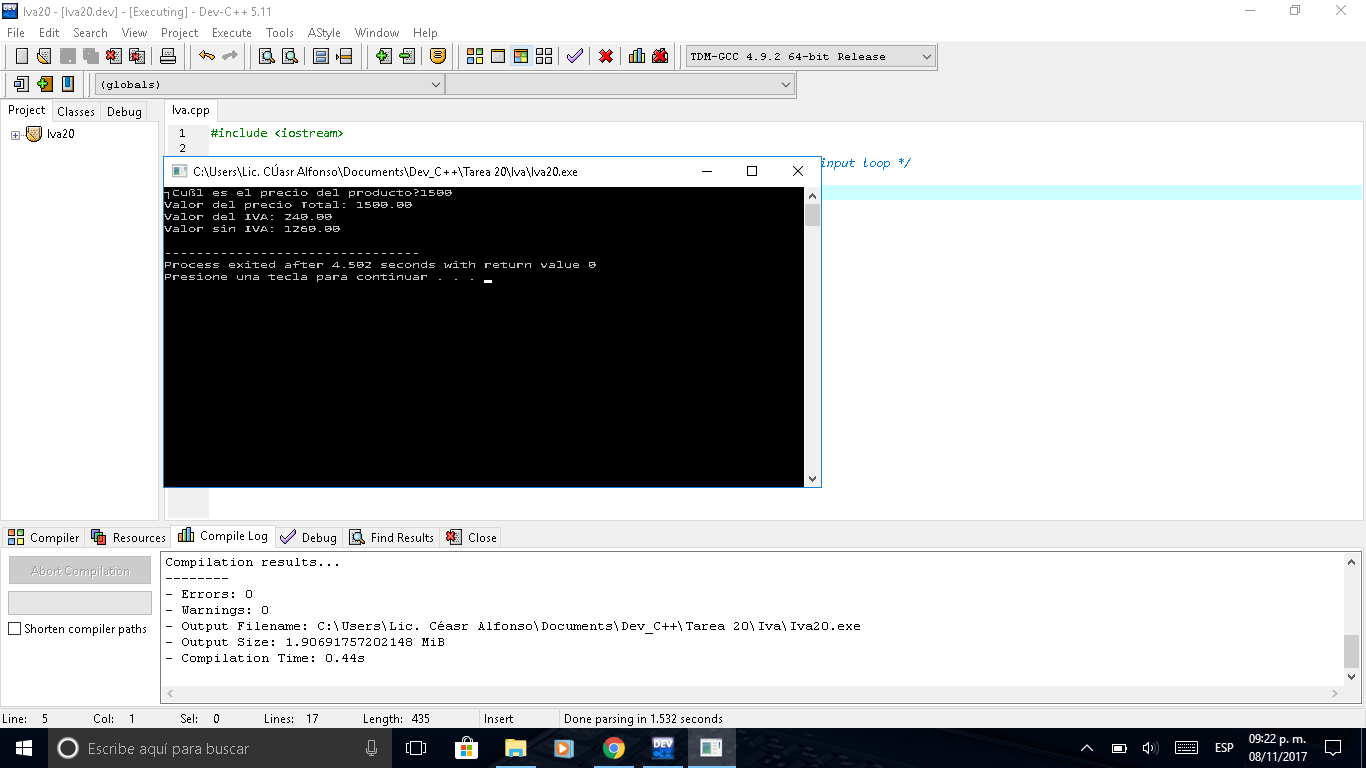 Iva20 - [Iva20.dev] - [Executing] - Dev-C++ 5.11
File Edit Search View Project Execute Tools AStyle Window Help
TDM-GCC 4.9.2 64-bit Release
(globals)
Project Classes Debug
Iva.cpp
Iva20
1 #include <iostream>
2
input loop */
C:\Users\Lic. CÚasr Alfonso\Documents\Dev_C++\Tarea 20\Iva\Iva20.exe
┐Cußl es el precio del producto?1500
Valor del precio Total: 1500.00
Valor del IVA: 240.00
Valor sin IVA: 1260.00
--------------------------------
Process exited after 4.502 seconds with return value 0
Presione una tecla para continuar . . .
Compiler Resources Compile Log Debug Find Results Close
Abort Compilation
Shorten compiler paths
Compilation results...
--------
- Errors: 0
- Warnings: 0
- Output Filename: C:\Users\Lic. Céasr Alfonso\Documents\Dev_C++\Tarea 20\Iva\Iva20.exe
- Output Size: 1.90691757202148 MiB
- Compilation Time: 0.44s
Line: 5 Col: 1 Sel: 0 Lines: 17 Length: 435 Insert Done parsing in 1.532 seconds
Escribe aquí para buscar
DEV
ESP
09:22 p. m.
08/11/2017